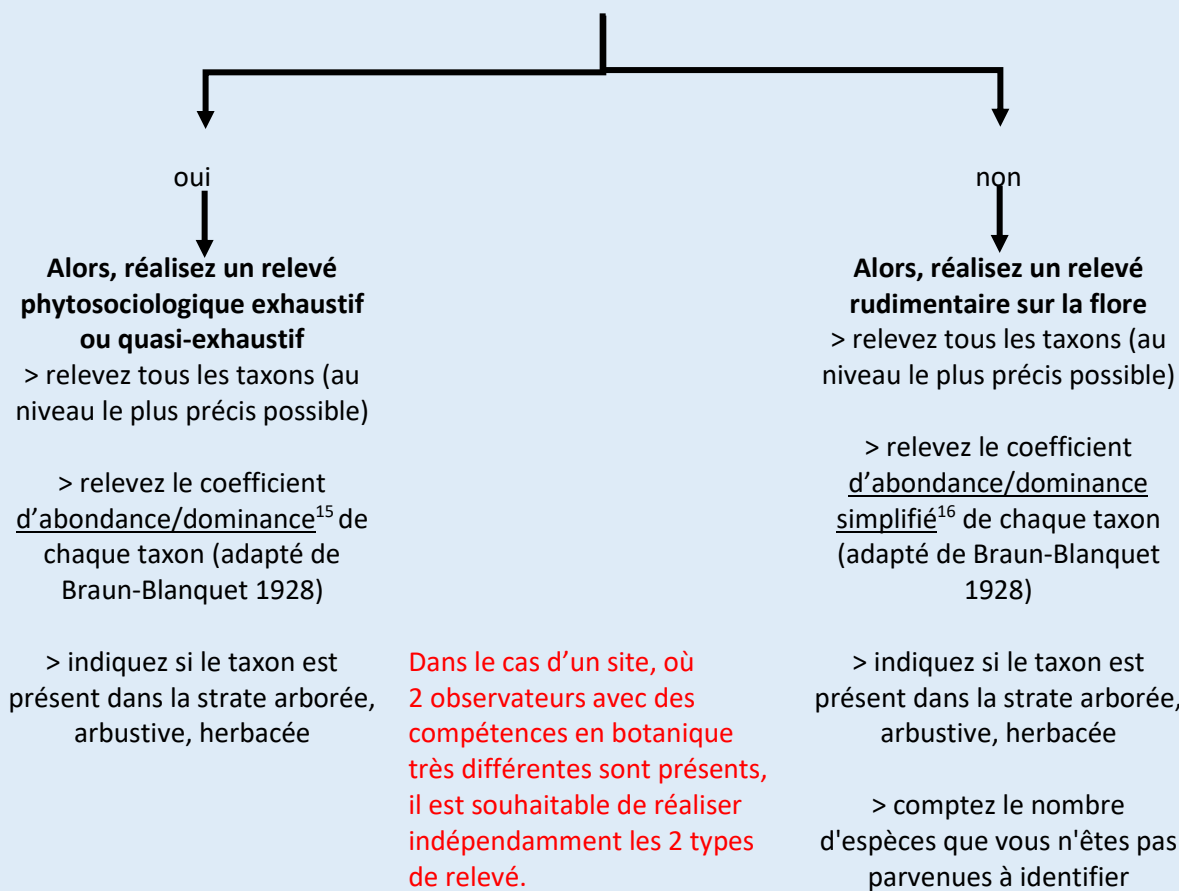 oui
Alors, réalisez un relevé
phytosociologique exhaustif
ou quasi-exhaustif
> relevez tous les taxons (au
niveau le plus précis possible)
> relevez le coefficient
d’abondance/dominance15 de
chaque taxon (adapté de
Braun-Blanquet 1928)
> indiquez si le taxon est
présent dans la strate arborée,
arbustive, herbacée
Dans le cas d’un site, où
2 observateurs avec des
compétences en botanique
très différentes sont présents,
il est souhaitable de réaliser
indépendamment les 2 types
de relevé.
non
Alors, réalisez un relevé
rudimentaire sur la flore
> relevez tous les taxons (au
niveau le plus précis possible)
> relevez le coefficient
d’abondance/dominance
simplifié16 de chaque taxon
(adapté de Braun-Blanquet
1928)
> indiquez si le taxon est
présent dans la strate arborée,
arbustive, herbacée
> comptez le nombre
d'espèces que vous n'êtes pas
parvenues à identifier